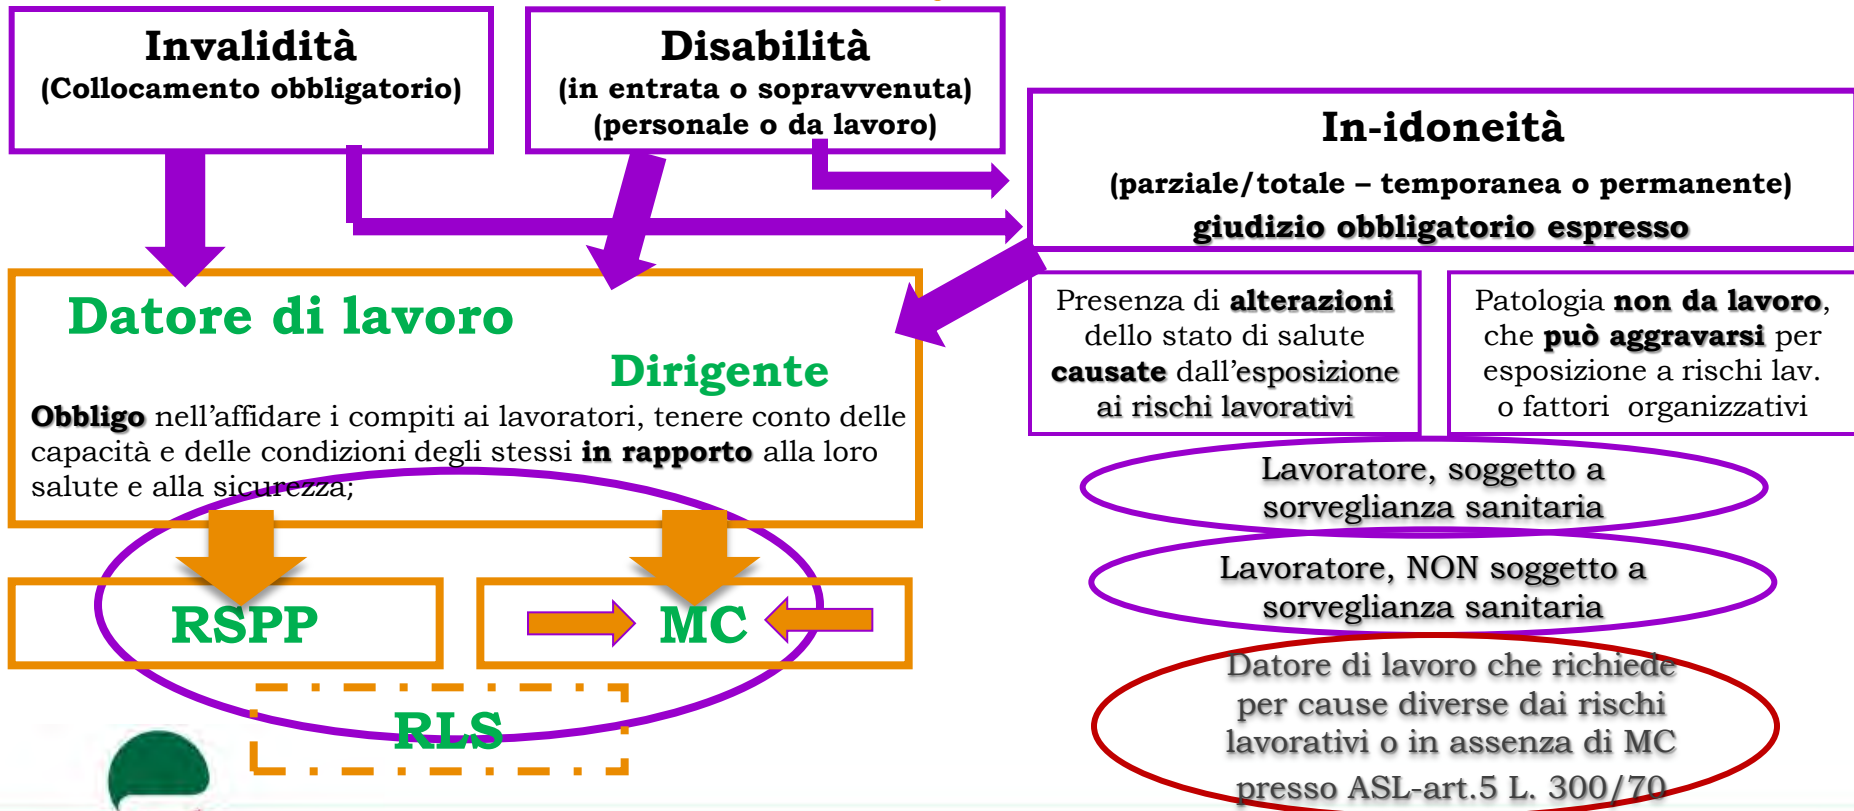 Invalidità
(Collocamento obbligatorio)
Disabilità
(in entrata o sopravvenuta)
(personale o da lavoro)
In-idoneità
(parziale/totale – temporanea o permanente)
giudizio obbligatorio espresso
Datore di lavoro
Dirigente
Obbligo nell'affidare i compiti ai lavoratori, tenere conto delle
capacità e delle condizioni degli stessi in rapporto alla loro
salute e alla sicurezza;
RSPP
MC
RLS
Presenza di alterazioni
dello stato di salute
causate dall'esposizione
ai rischi lavorativi
Patologia non da lavoro,
che può aggravarsi per
esposizione a rischi lav.
o fattori organizzativi
Lavoratore, soggetto a
sorveglianza sanitaria
Lavoratore, NON soggetto a
sorveglianza sanitaria
Datore di lavoro che richiede
per cause diverse dai rischi
lavorativi o in assenza di MC
presso ASL-art.5 L. 300/70